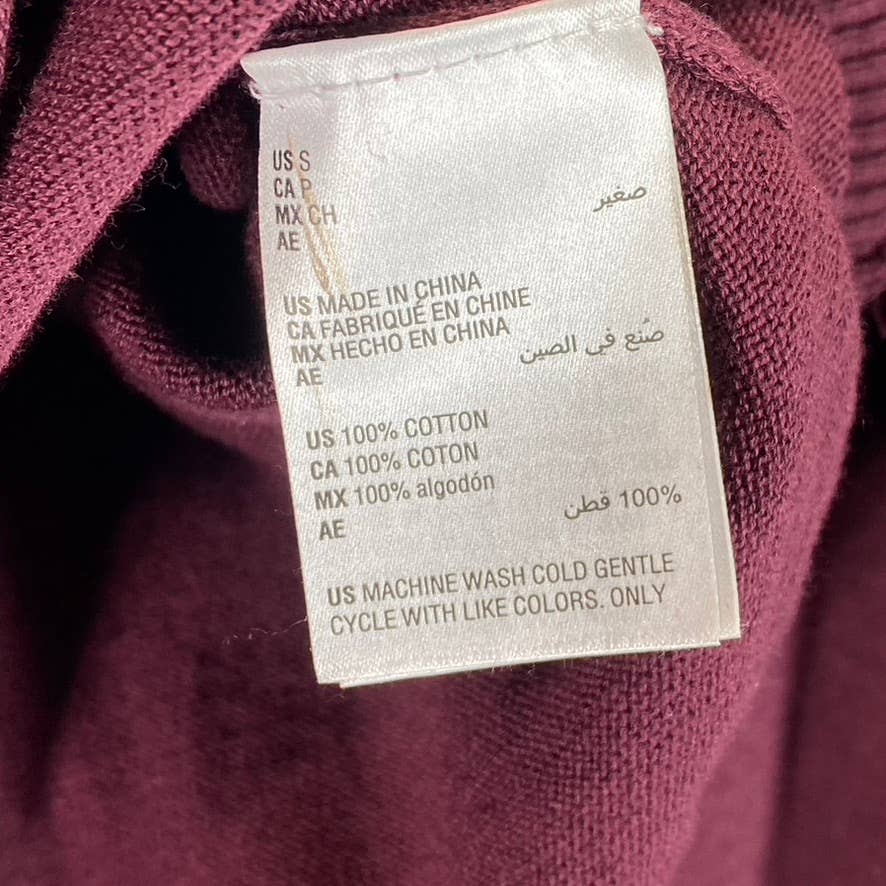 US S
CA P
MX CH
AE صغير
US MADE IN CHINA
CA FABRIQUÉ EN CHINE
MX HECHO EN CHINA
AE صُنع في الصين
US 100% COTTON
CA 100% COTON
MX 100% algodón
AE 100% قطن
US MACHINE WASH COLD GENTLE
CYCLE WITH LIKE COLORS. ONLY